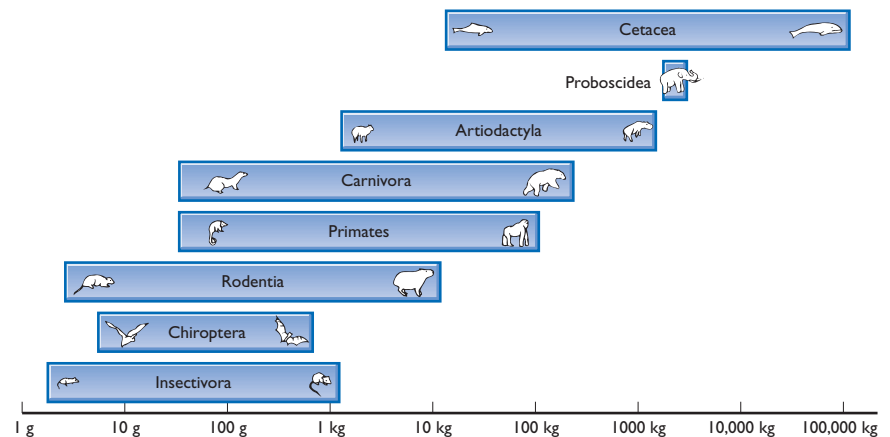 Cetacea
Proboscidea
Artiodactyla
Carnivora
Primates
Rodentia
Chiroptera
Insectivora
1 g 10 g 100 g 1 kg 10 kg 100 kg 1000 kg 10,000 kg 100,000 kg